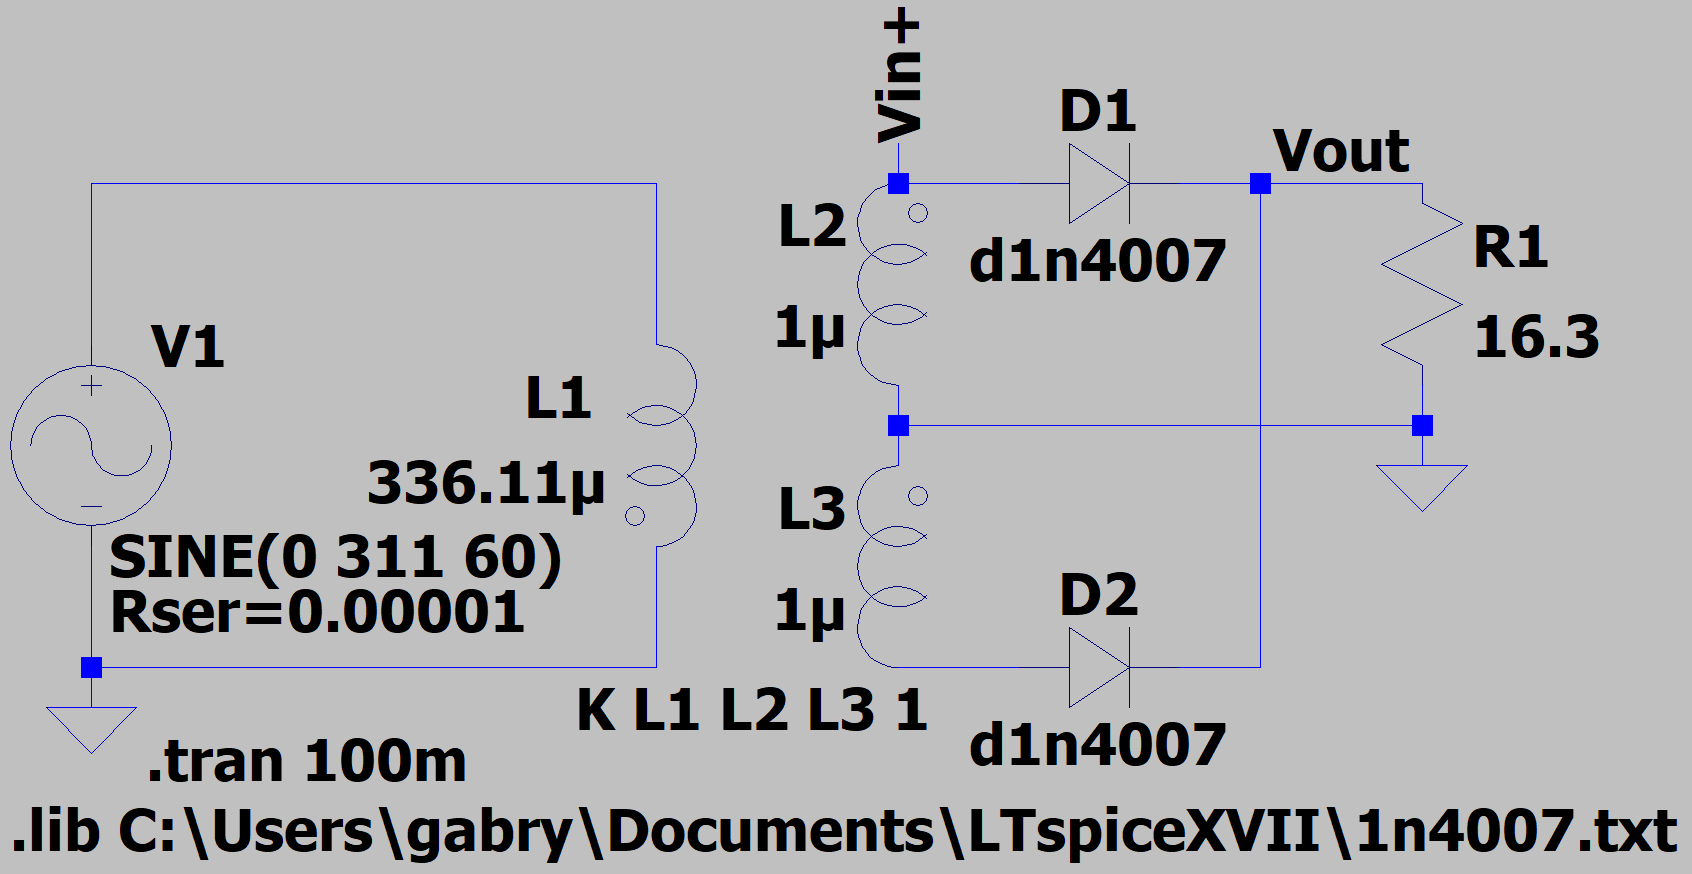 Vin+
D1
Vout
L2
d1n4007
R1
1µ
16.3
V1
L1
336.11µ
L3
SINE(0 311 60)
Rser=0.00001
1µ
D2
K L1 L2 L3 1
d1n4007
.tran 100m
.lib C:\Users\gabry\Documents\LTspiceXVII\1n4007.txt